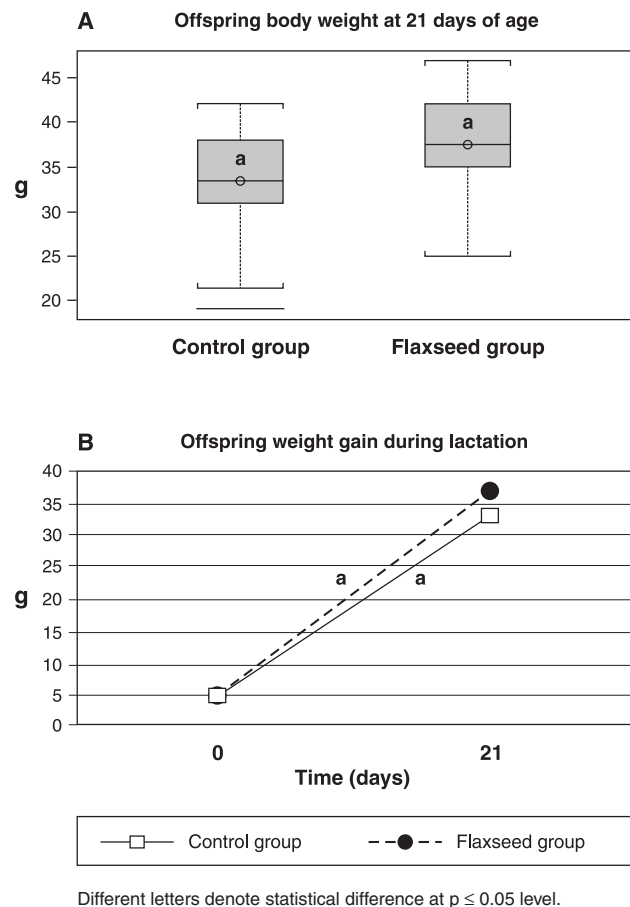 A Offspring body weight at 21 days of age
45
40
35
30
25
20
g
a
a
Control group Flaxseed group
B Offspring weight gain during lactation
40
35
30
25
20
15
10
5
0
g
a a
0 21
Time (days)
Control group Flaxseed group
Different letters denote statistical difference at p ≤ 0.05 level.